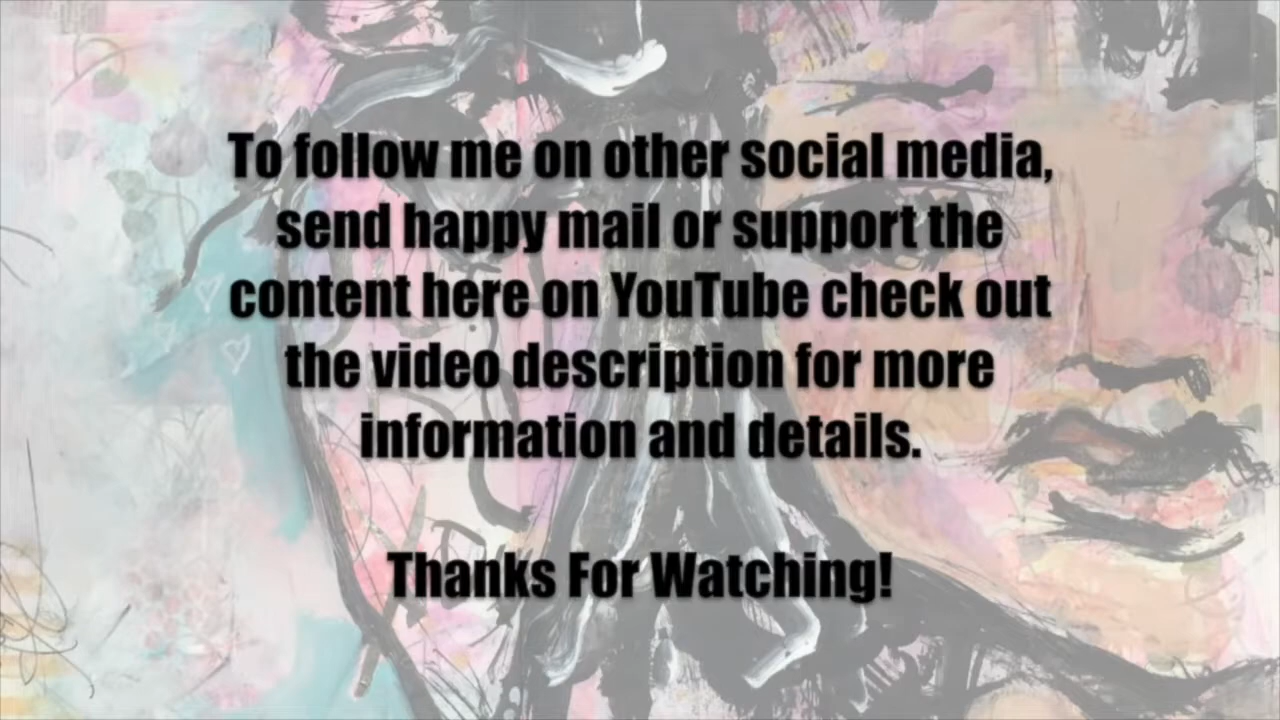 To follow me on other social media,
send happy mail or support the
content here on YouTube check out
the video description for more
information and details.
Thanks For Watching!